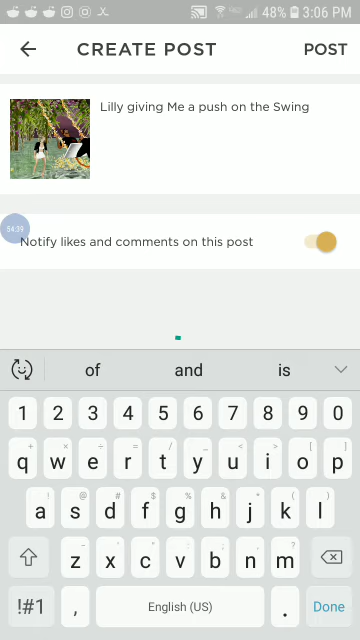 48% 3:06 PM
CREATE POST POST
Lilly giving Me a push on the Swing
54:39
Notify likes and comments on this post
of and is
1 2 3 4 5 6 7 8 9 0
+ × ÷ = / _ < > [ ]
q w e r t y u i o p
! @ # $ % & * ( )
a s d f g h j k l
- ' " : ; , ?
z x c v b n m
!#1 , English (US) . Done